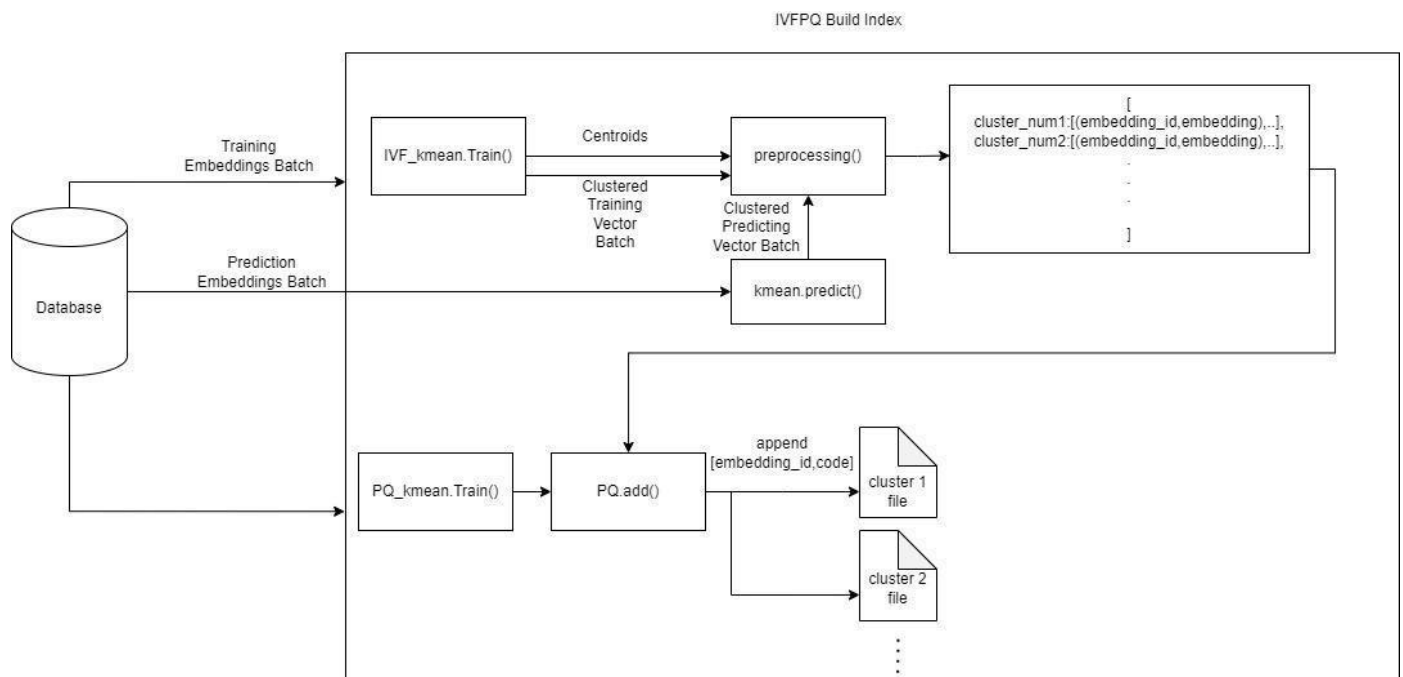 IVFPQ Build Index
Training
Embeddings Batch
IVF_kmean.Train()
Centroids
Clustered
Training
Vector
Batch
preprocessing()
[
cluster_num1:[(embedding_id,embedding),..],
cluster_num2:[(embedding_id,embedding),..],
.
.
.
]
Clustered
Predicting
Vector Batch
Prediction
Embeddings Batch
kmean.predict()
Database
PQ_kmean.Train()
PQ.add()
append
[embedding_id,code]
cluster 1
file
cluster 2
file